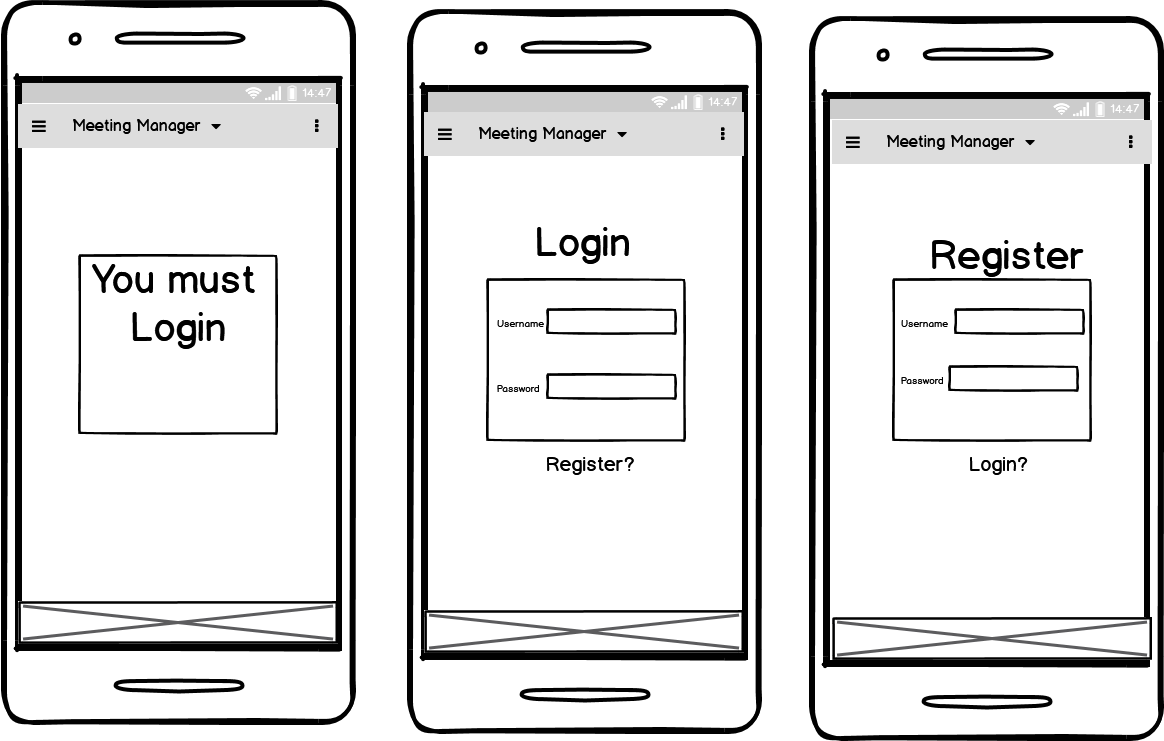 14:47
Meeting Manager
You must
Login
14:47
Meeting Manager
Login
Username
Password
Register?
14:47
Meeting Manager
Register
Username
Password
Login?